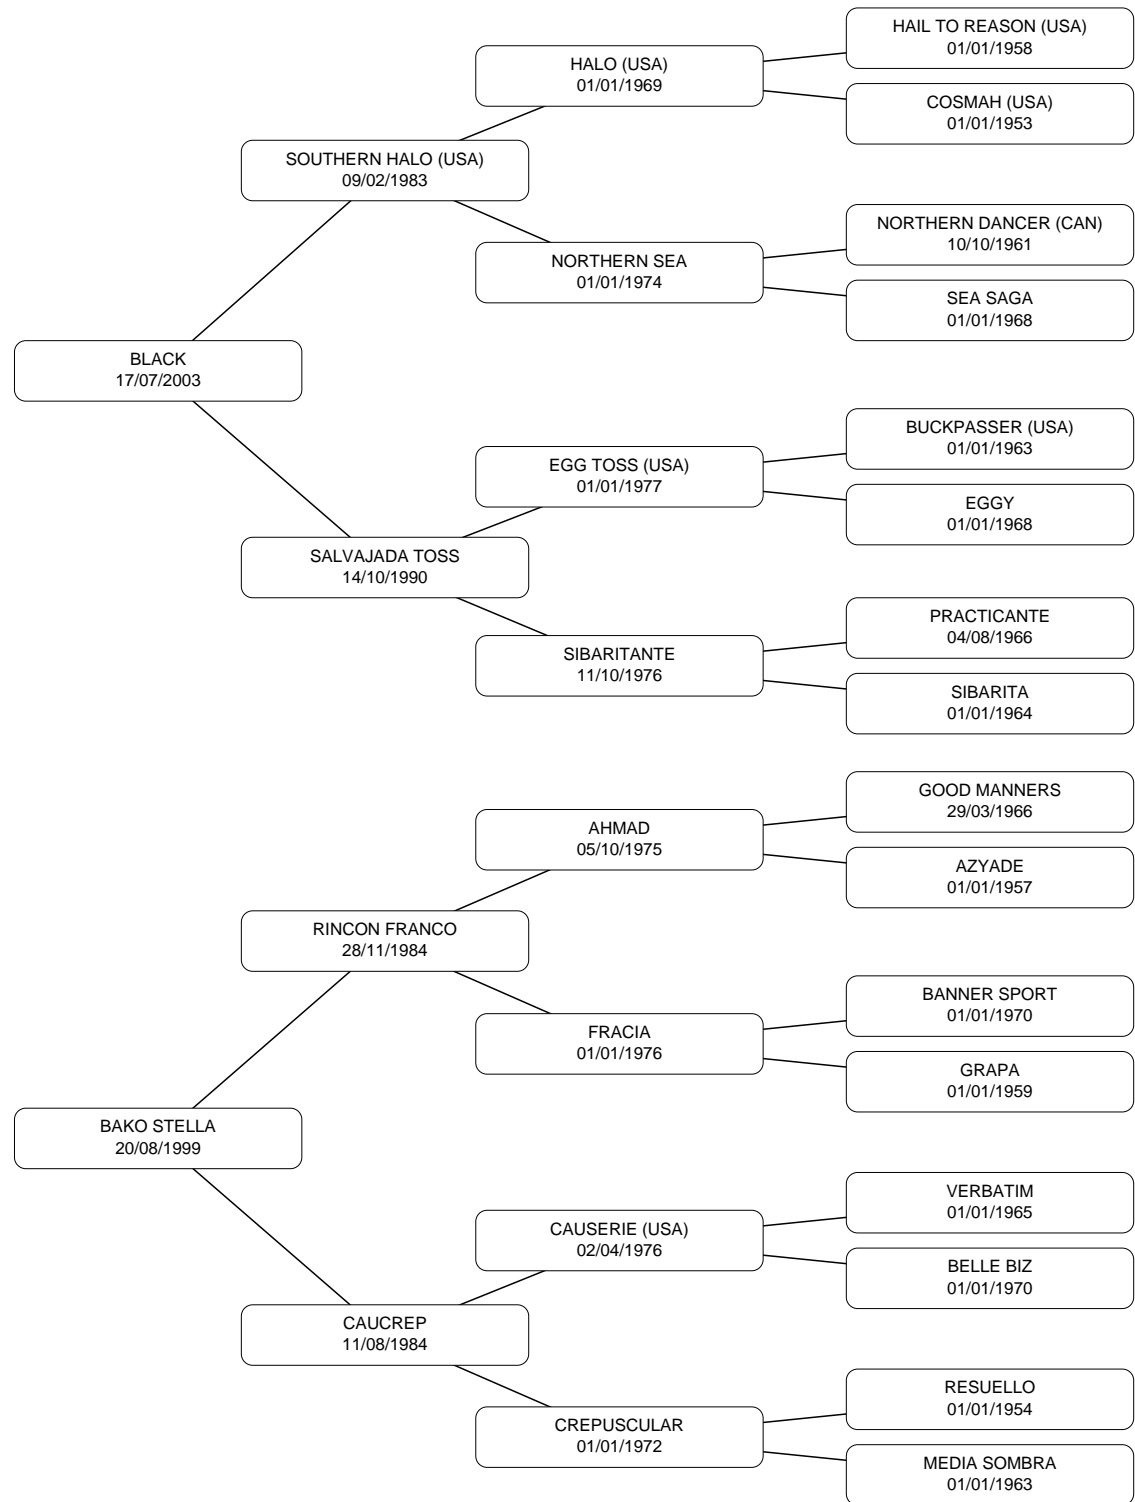 HAIL TO REASON (USA)
01/01/1958
HALO (USA)
01/01/1969
COSMAH (USA)
01/01/1953
SOUTHERN HALO (USA)
09/02/1983
NORTHERN DANCER (CAN)
10/10/1961
NORTHERN SEA
01/01/1974
SEA SAGA
01/01/1968
BLACK
17/07/2003
BUCKPASSER (USA)
01/01/1963
EGG TOSS (USA)
01/01/1977
EGGY
01/01/1968
SALVAJADA TOSS
14/10/1990
PRACTICANTE
04/08/1966
SIBARITANTE
11/10/1976
SIBARITA
01/01/1964
GOOD MANNERS
29/03/1966
AHMAD
05/10/1975
AZYADE
01/01/1957
RINCON FRANCO
28/11/1984
BANNER SPORT
01/01/1970
FRACIA
01/01/1976
GRAPA
01/01/1959
BAKO STELLA
20/08/1999
VERBATIM
01/01/1965
CAUSERIE (USA)
02/04/1976
BELLE BIZ
01/01/1970
CAUCREP
11/08/1984
RESUELLO
01/01/1954
CREPUSCULAR
01/01/1972
MEDIA SOMBRA
01/01/1963